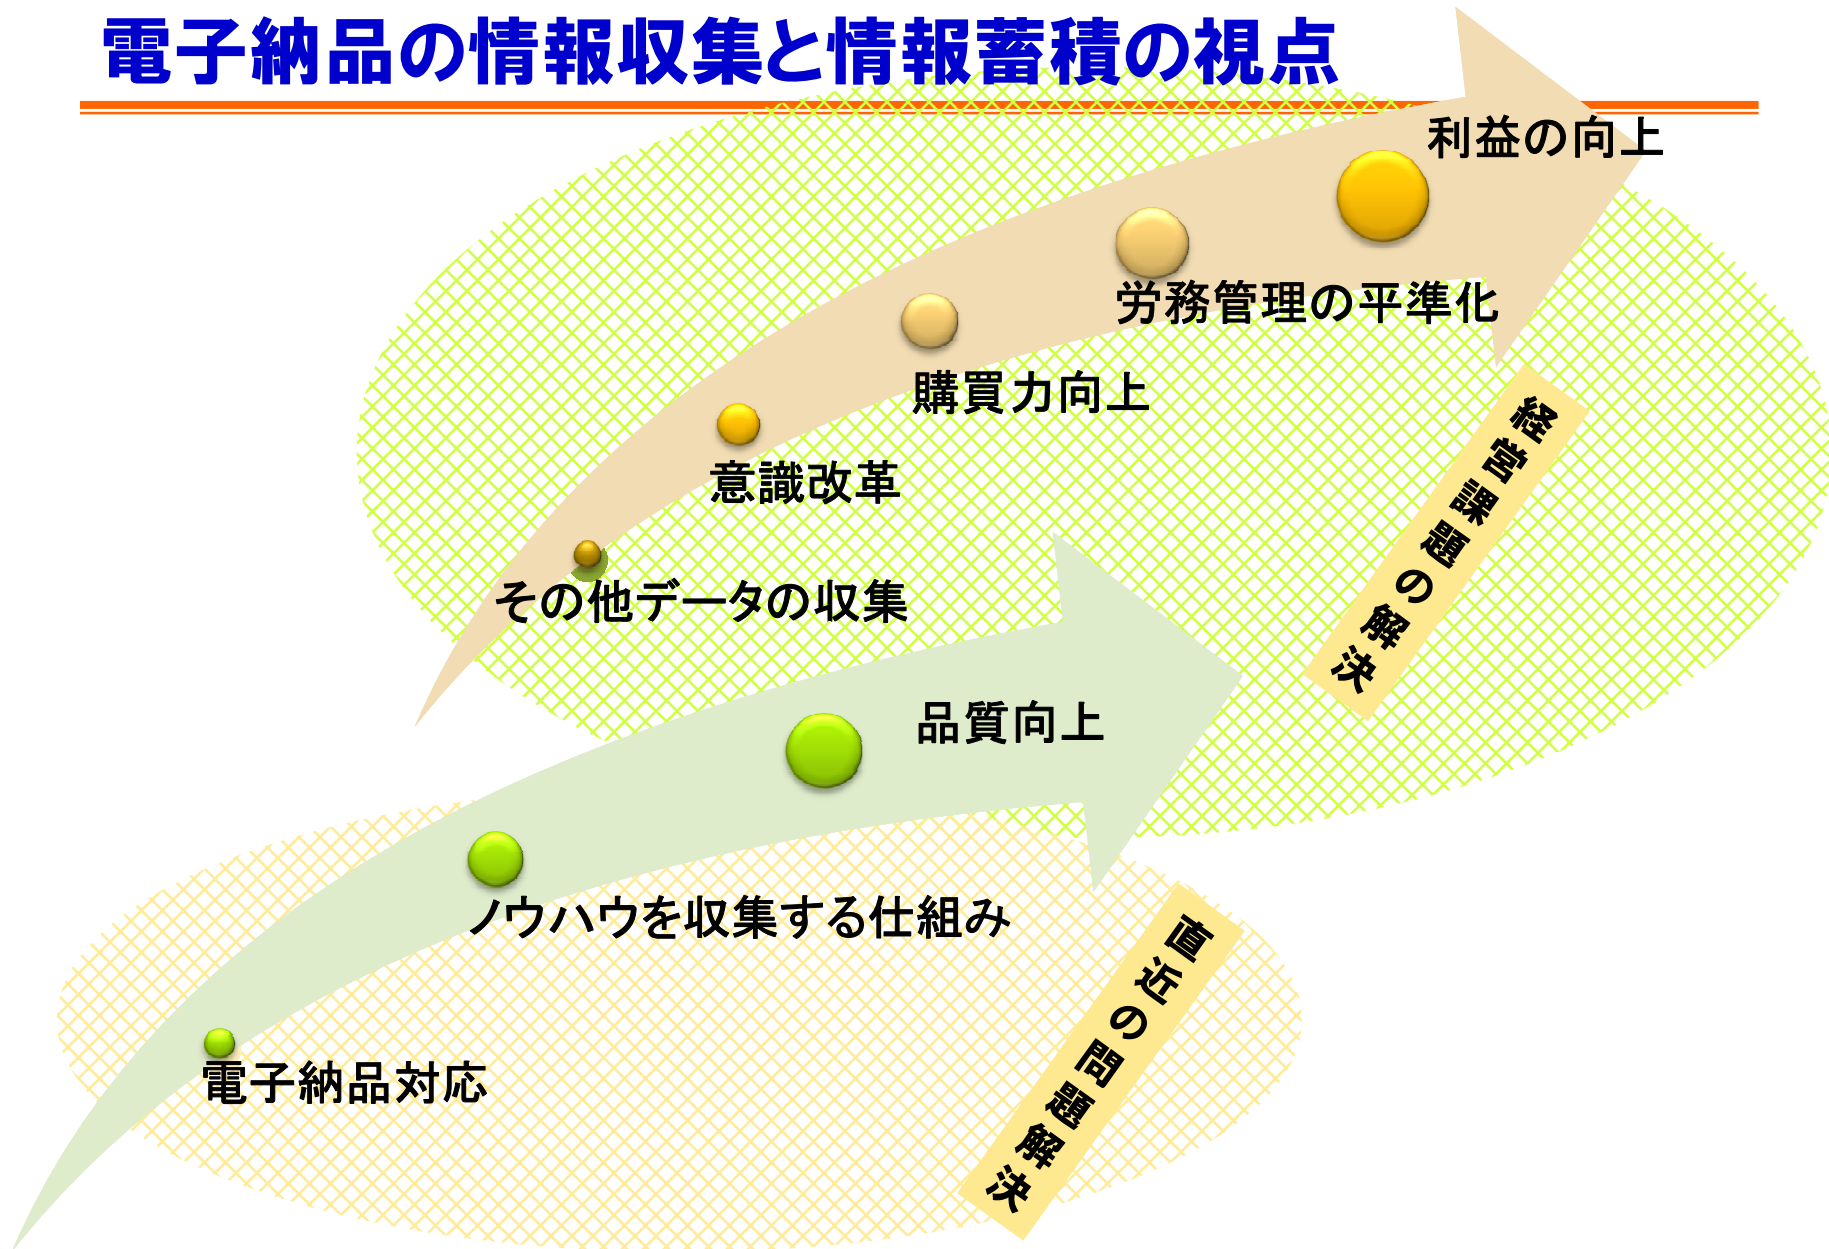 電子納品の情報収集と情報蓄積の視点
利益の向上
労務管理の平準化
購買力向上
意識改革
その他データの収集
経営課題の解決
品質向上
ノウハウを収集する仕組み
電子納品対応
直近の問題解決